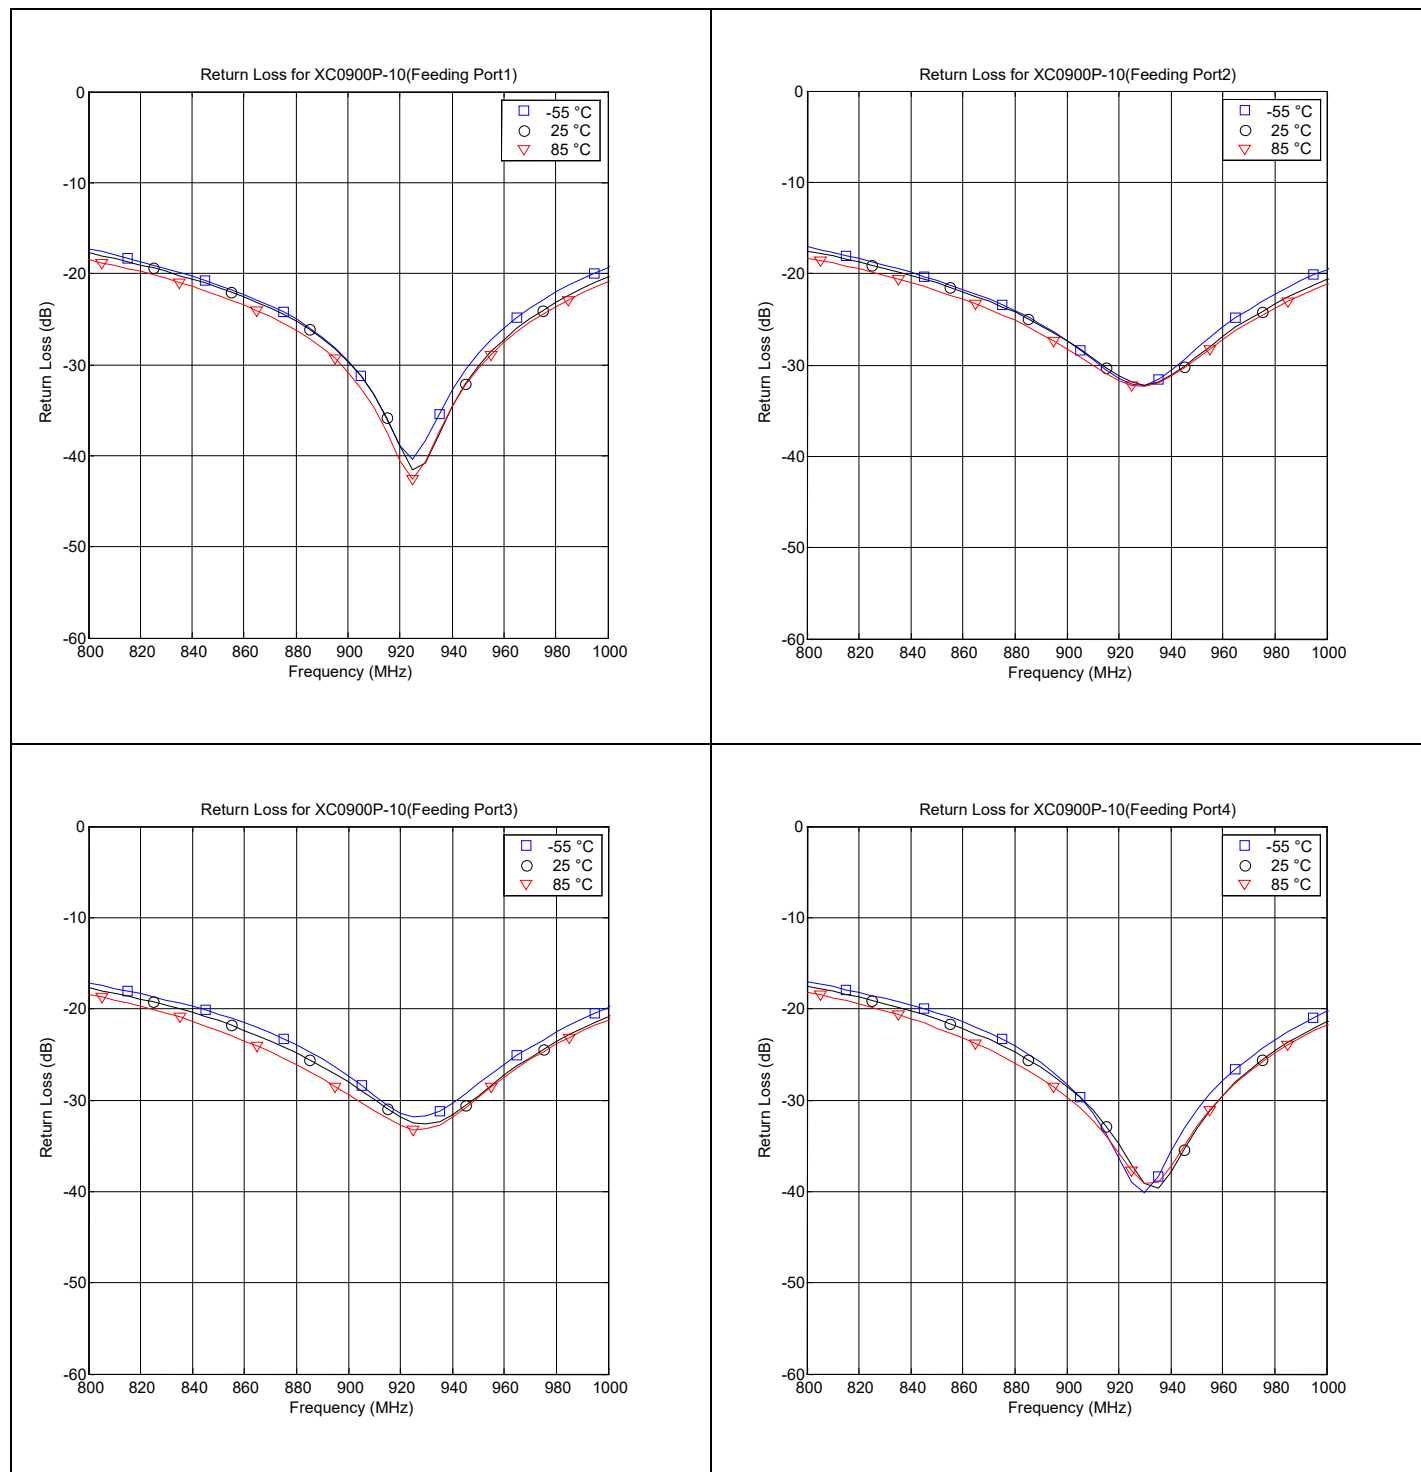 Return Loss for XC0900P-10(Feeding Port1)
-55 °C
25 °C
85 °C
0
-10
-20
-30
-40
-50
-60
Return Loss (dB)
800 820 840 860 880 900 920 940 960 980 1000
Frequency (MHz)
Return Loss for XC0900P-10(Feeding Port2)
-55 °C
25 °C
85 °C
0
-10
-20
-30
-40
-50
-60
Return Loss (dB)
800 820 840 860 880 900 920 940 960 980 1000
Frequency (MHz)
Return Loss for XC0900P-10(Feeding Port3)
-55 °C
25 °C
85 °C
0
-10
-20
-30
-40
-50
-60
Return Loss (dB)
800 820 840 860 880 900 920 940 960 980 1000
Frequency (MHz)
Return Loss for XC0900P-10(Feeding Port4)
-55 °C
25 °C
85 °C
0
-10
-20
-30
-40
-50
-60
Return Loss (dB)
800 820 840 860 880 900 920 940 960 980 1000
Frequency (MHz)